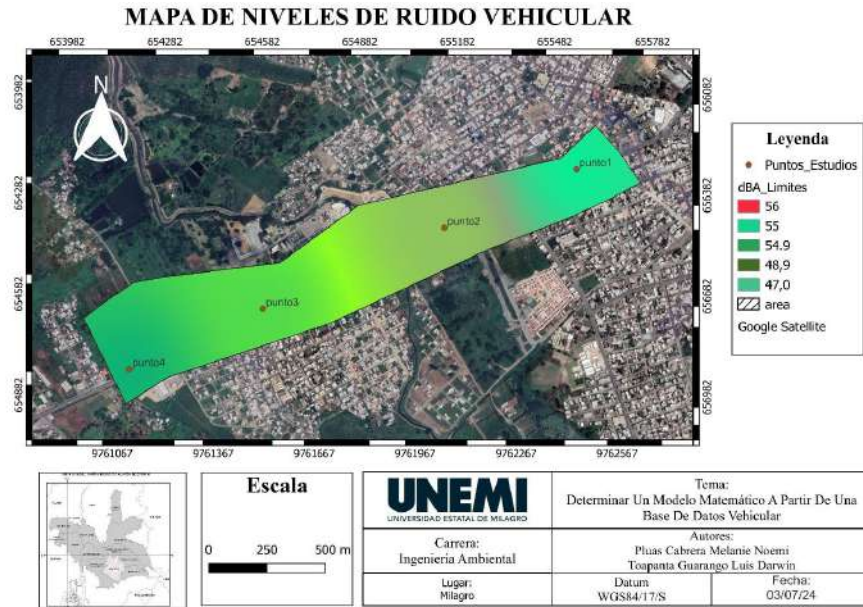 MAPA DE NIVELES DE RUIDO VEHICULAR
653982 654282 654582 654882 655182 655482 655782
653982
654282
654582
654882
656082
656382
656682
656982
N
punto1
punto2
punto3
punto4
9761067 9761367 9761667 9761967 9762267 9762567
Leyenda
Puntos_Estudios
dBA_Limites
56
55
54.9
48,9
47,0
area
Google Satellite
Escala
0 250 500 m
UNEMI
UNIVERSIDAD ESTATAL DE MILAGRO
Tema:
Determinar Un Modelo Matemático A Partir De Una
Base De Datos Vehicular
Carrera:
Ingenieria Ambiental
Autores:
Pluas Cabrera Melanie Noemi
Toapanta Guarango Luis Darwin
Lugar:
Milagro
Datum
WGS84/17/S
Fecha:
03/07/24